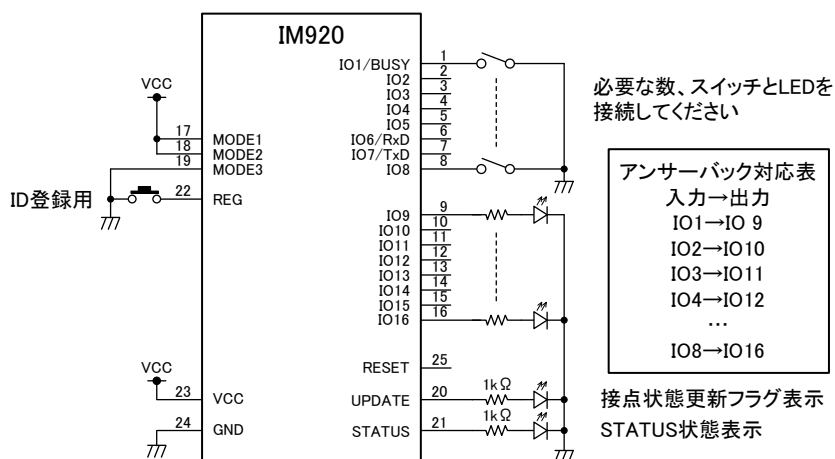 IM920
VCC
17 MODE1
18 MODE2
19 MODE3
ID登録用
22 REG
VCC
23 VCC
24 GND
IO1/BUSY 1
IO2 2
IO3 3
IO4 4
IO5 5
IO6/RxD 6
IO7/TxD 7
IO8 8
IO9 9
IO10 10
IO11 11
IO12 12
IO13 13
IO14 14
IO15 15
IO16 16
RESET 25
UPDATE 20 1kΩ
STATUS 21 1kΩ
必要な数、スイッチとLEDを
接続してください
アンサーバック対応表
入力→出力
IO1→IO 9
IO2→IO10
IO3→IO11
IO4→IO12
…
IO8→IO16
接点状態更新フラグ表示
STATUS状態表示